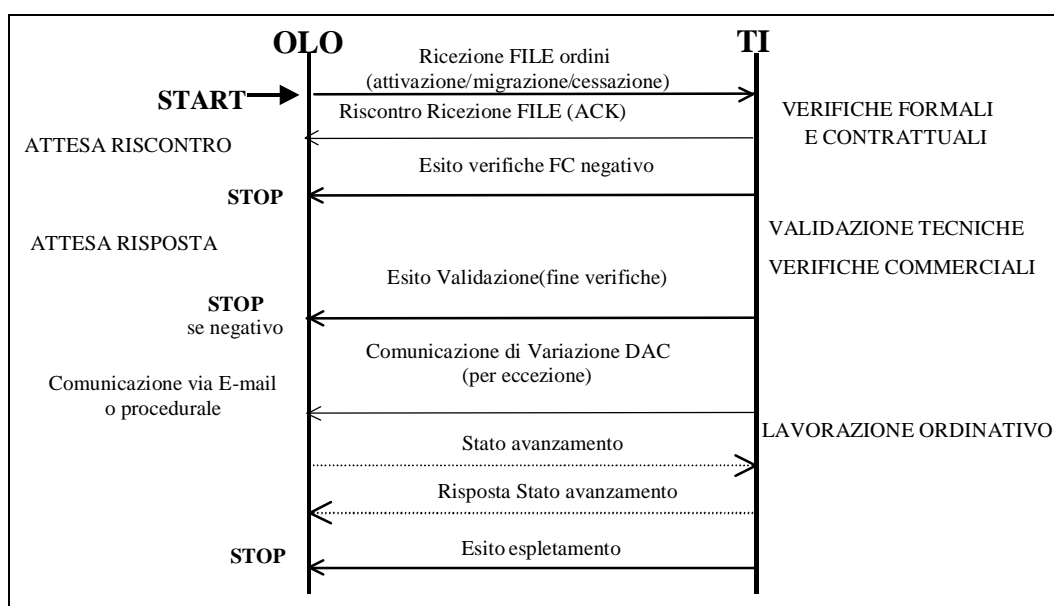 OLO
TI
Ricezione FILE ordini
(attivazione/migrazione/cessazione)
START
Riscontro Ricezione FILE (ACK)
VERIFICHE FORMALI
E CONTRATTUALI
ATTESA RISCONTRO
Esito verifiche FC negativo
STOP
VALIDAZIONE TECNICHE
ATTESA RISPOSTA
VERIFICHE COMMERCIALI
Esito Validazione(fine verifiche)
STOP
se negativo
Comunicazione di Variazione DAC
(per eccezione)
Comunicazione via E-mail
o procedurale
LAVORAZIONE ORDINATIVO
Stato avanzamento
Risposta Stato avanzamento
Esito espletamento
STOP